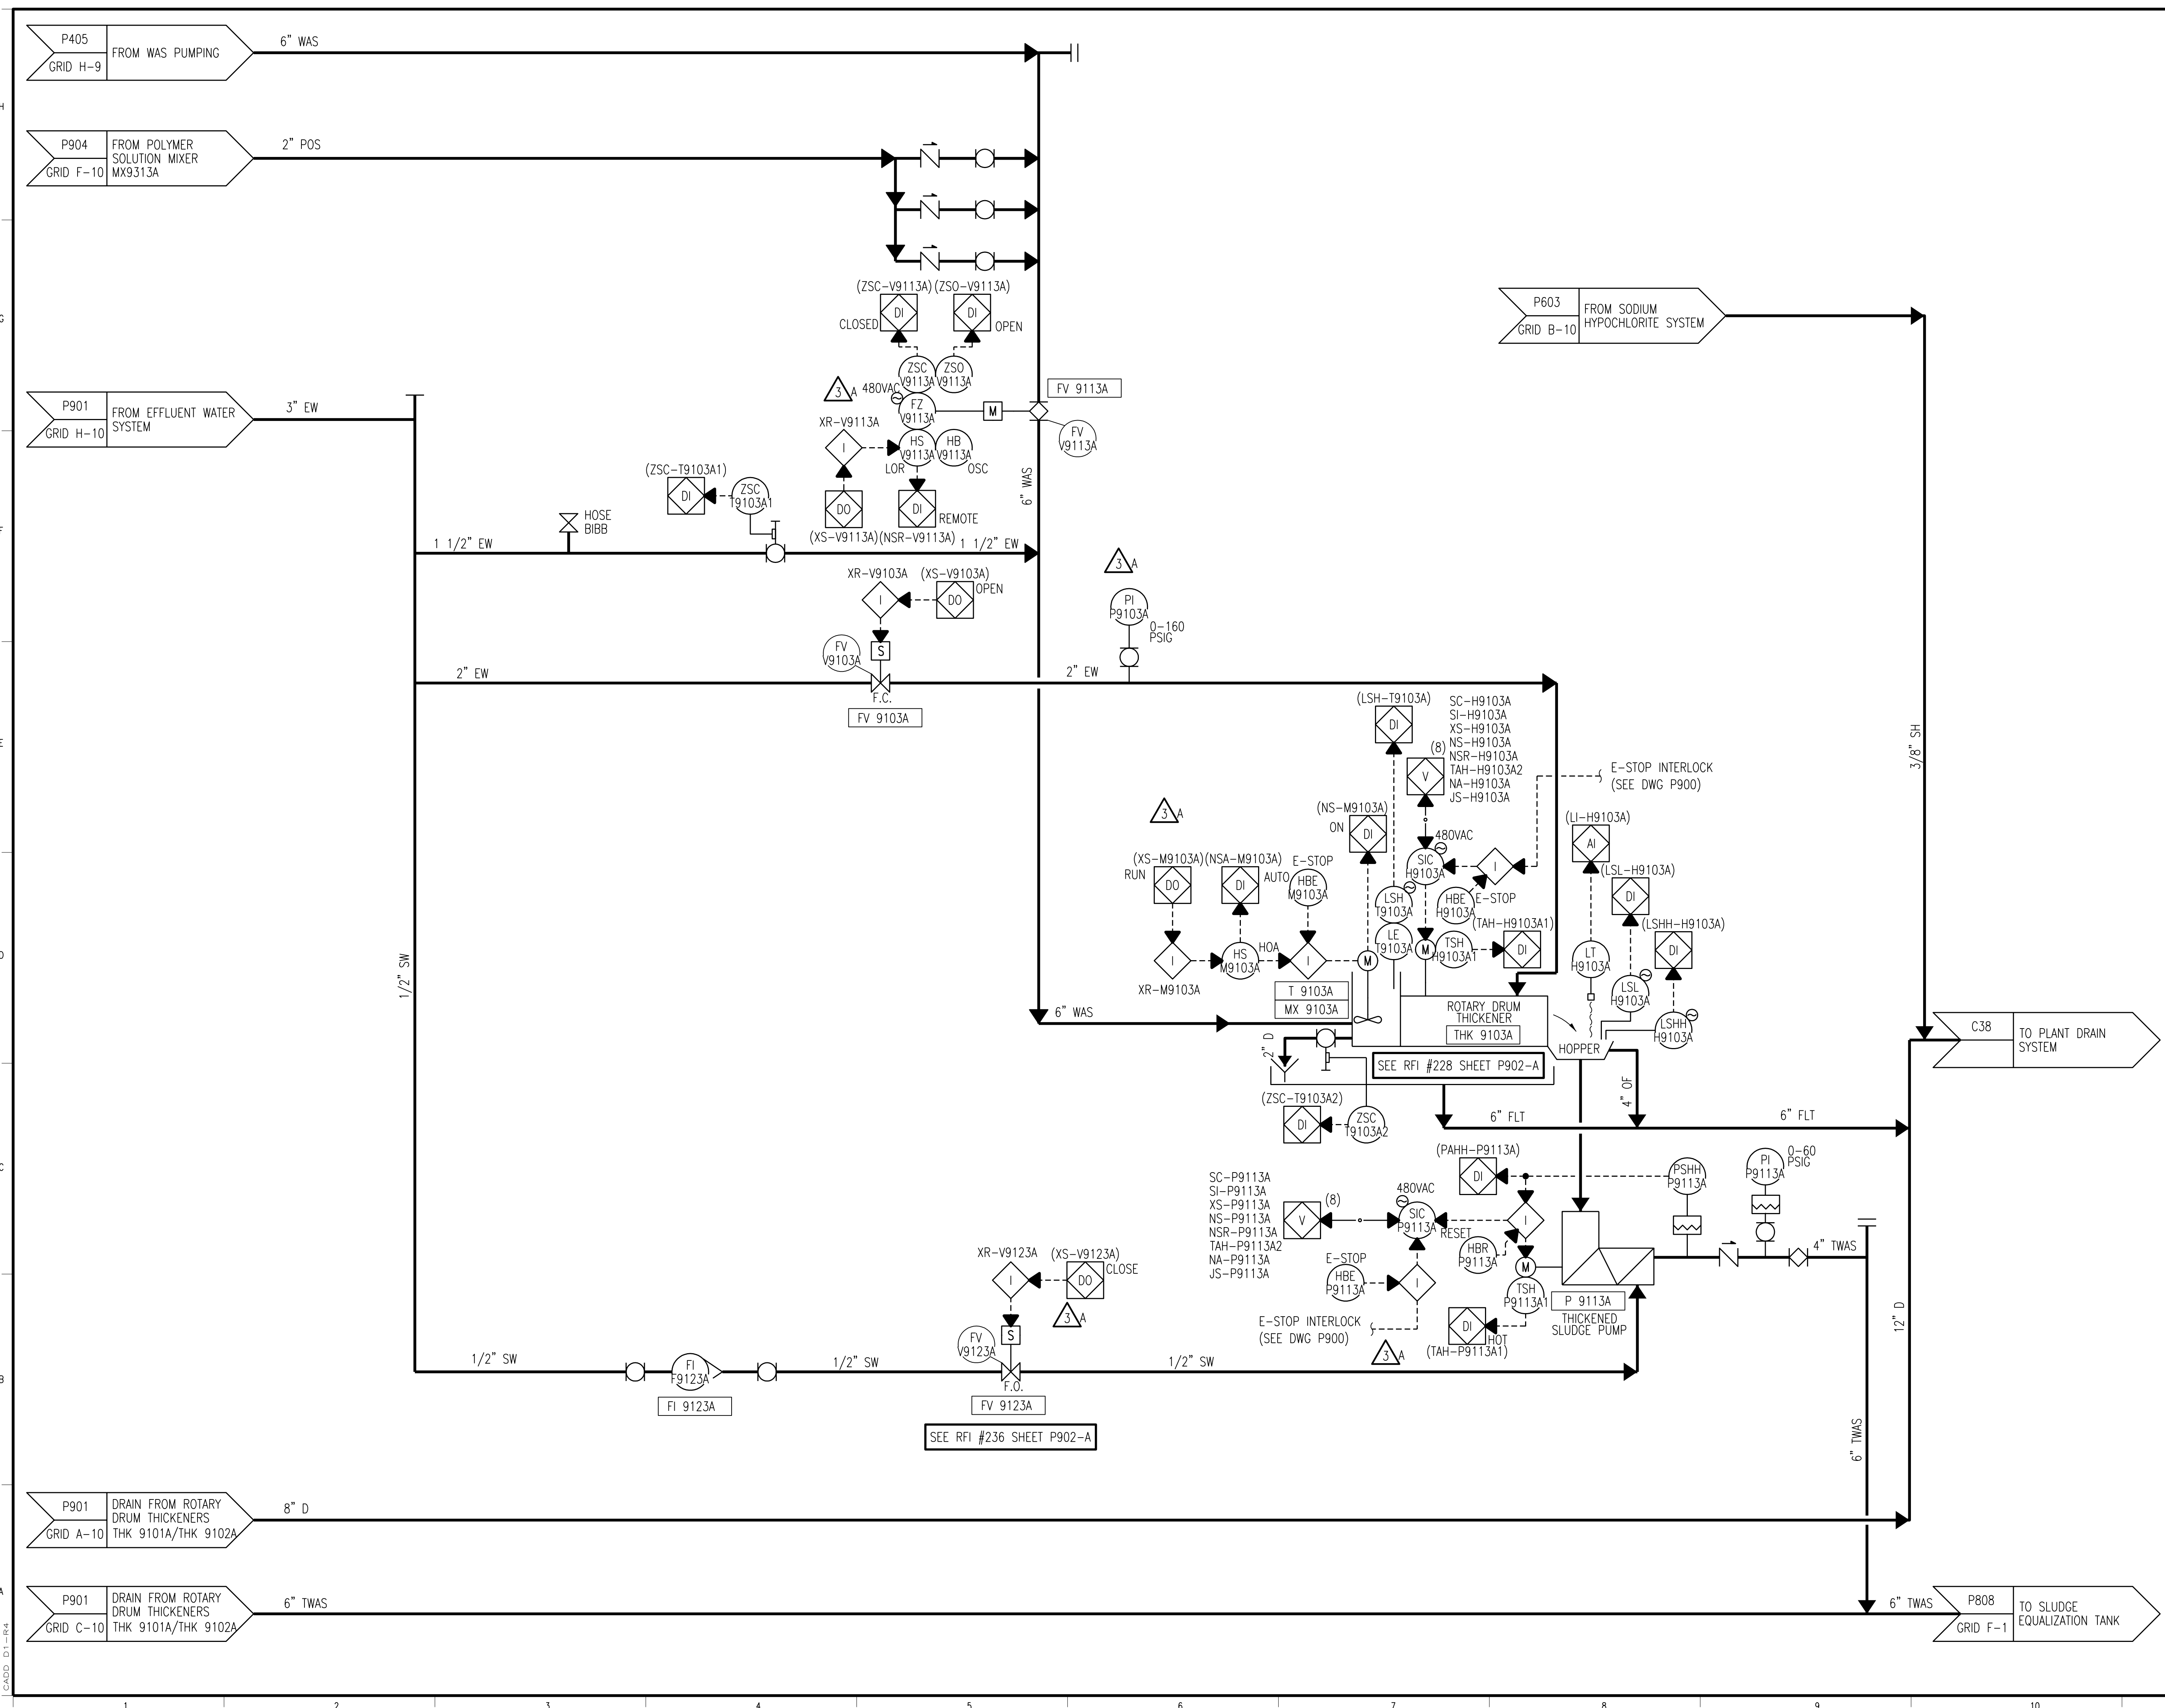 P405
GRID H-9
FROM WAS PUMPING
6" WAS
P904
GRID F-10
FROM POLYMER
SOLUTION MIXER
MX9313A
2" POS
P603
GRID B-10
FROM SODIUM
HYPOCHLORITE SYSTEM
P901
GRID H-10
FROM EFFLUENT WATER
SYSTEM
3" EW
(ZSC-V9113A)
(ZSO-V9113A)
DI
DI
CLOSED
OPEN
ZSC
V9113A
ZSO
V9113A
3 A
480VAC
FZ
V9113A
M
FV 9113A
FV
V9113A
XR-V9113A
I
HS
V9113A
HB
V9113A
LOR
OSC
DO
DI
REMOTE
(XS-V9113A)
(NSR-V9113A)
6" WAS
(ZSC-T9103A1)
DI
ZSC
T9103A1
HOSE
BIBB
1 1/2" EW
1 1/2" EW
XR-V9103A
(XS-V9103A)
I
DO
OPEN
FV
V9103A
S
F.C.
FV 9103A
2" EW
2" EW
3 A
PI
P9103A
0-160
PSIG
(LSH-T9103A)
DI
SC-H9103A
SI-H9103A
XS-H9103A
NS-H9103A
NSR-H9103A
TAH-H9103A2
NA-H9103A
JS-H9103A
(8)
V
E-STOP INTERLOCK
(SEE DWG P900)
3/8" SH
3 A
(NS-M9103A)
ON
DI
480VAC
SIC
H9103A
I
(LI-H9103A)
AI
(XS-M9103A)
RUN
DO
(NSA-M9103A)
DI
AUTO
E-STOP
HBE
M9103A
LSH
T9103A
HBE
H9103A
E-STOP
(LSL-H9103A)
DI
(TAH-H9103A1)
DI
(LSHH-H9103A)
DI
I
XR-M9103A
HS
M9103A
HOA
I
M
LE
T9103A
M
TSH
H9103A1
LT
H9103A
LSL
H9103A
LSHH
H9103A
1/2" SW
6" WAS
T 9103A
MX 9103A
ROTARY DRUM
THICKENER
THK 9103A
HOPPER
2" D
SEE RFI #228 SHEET P902-A
4" OF
C38
TO PLANT DRAIN
SYSTEM
(ZSC-T9103A2)
DI
ZSC
T9103A2
6" FLT
6" FLT
(PAHH-P9113A)
DI
PSHH
P9113A
PI
P9113A
0-60
PSIG
SC-P9113A
SI-P9113A
XS-P9113A
NS-P9113A
NSR-P9113A
TAH-P9113A2
NA-P9113A
JS-P9113A
(8)
V
480VAC
SIC
P9113A
RESET
I
HBR
P9113A
E-STOP
HBE
P9113A
I
M
TSH
P9113A1
P 9113A
THICKENED
SLUDGE PUMP
4" TWAS
E-STOP INTERLOCK
(SEE DWG P900)
3 A
DI
HOT
(TAH-P9113A1)
12" D
XR-V9123A
(XS-V9123A)
I
DO
CLOSE
3 A
FV
V9123A
S
F.O.
FV 9123A
1/2" SW
FI
F9123A
FI 9123A
1/2" SW
1/2" SW
SEE RFI #236 SHEET P902-A
6" TWAS
P901
GRID A-10
DRAIN FROM ROTARY
DRUM THICKENERS
THK 9101A/THK 9102A
8" D
P901
GRID C-10
DRAIN FROM ROTARY
DRUM THICKENERS
THK 9101A/THK 9102A
6" TWAS
6" TWAS
P808
GRID F-1
TO SLUDGE
EQUALIZATION TANK
CADD D1-R4
H
G
F
E
D
C
B
A
1
2
3
4
5
6
7
8
9
10